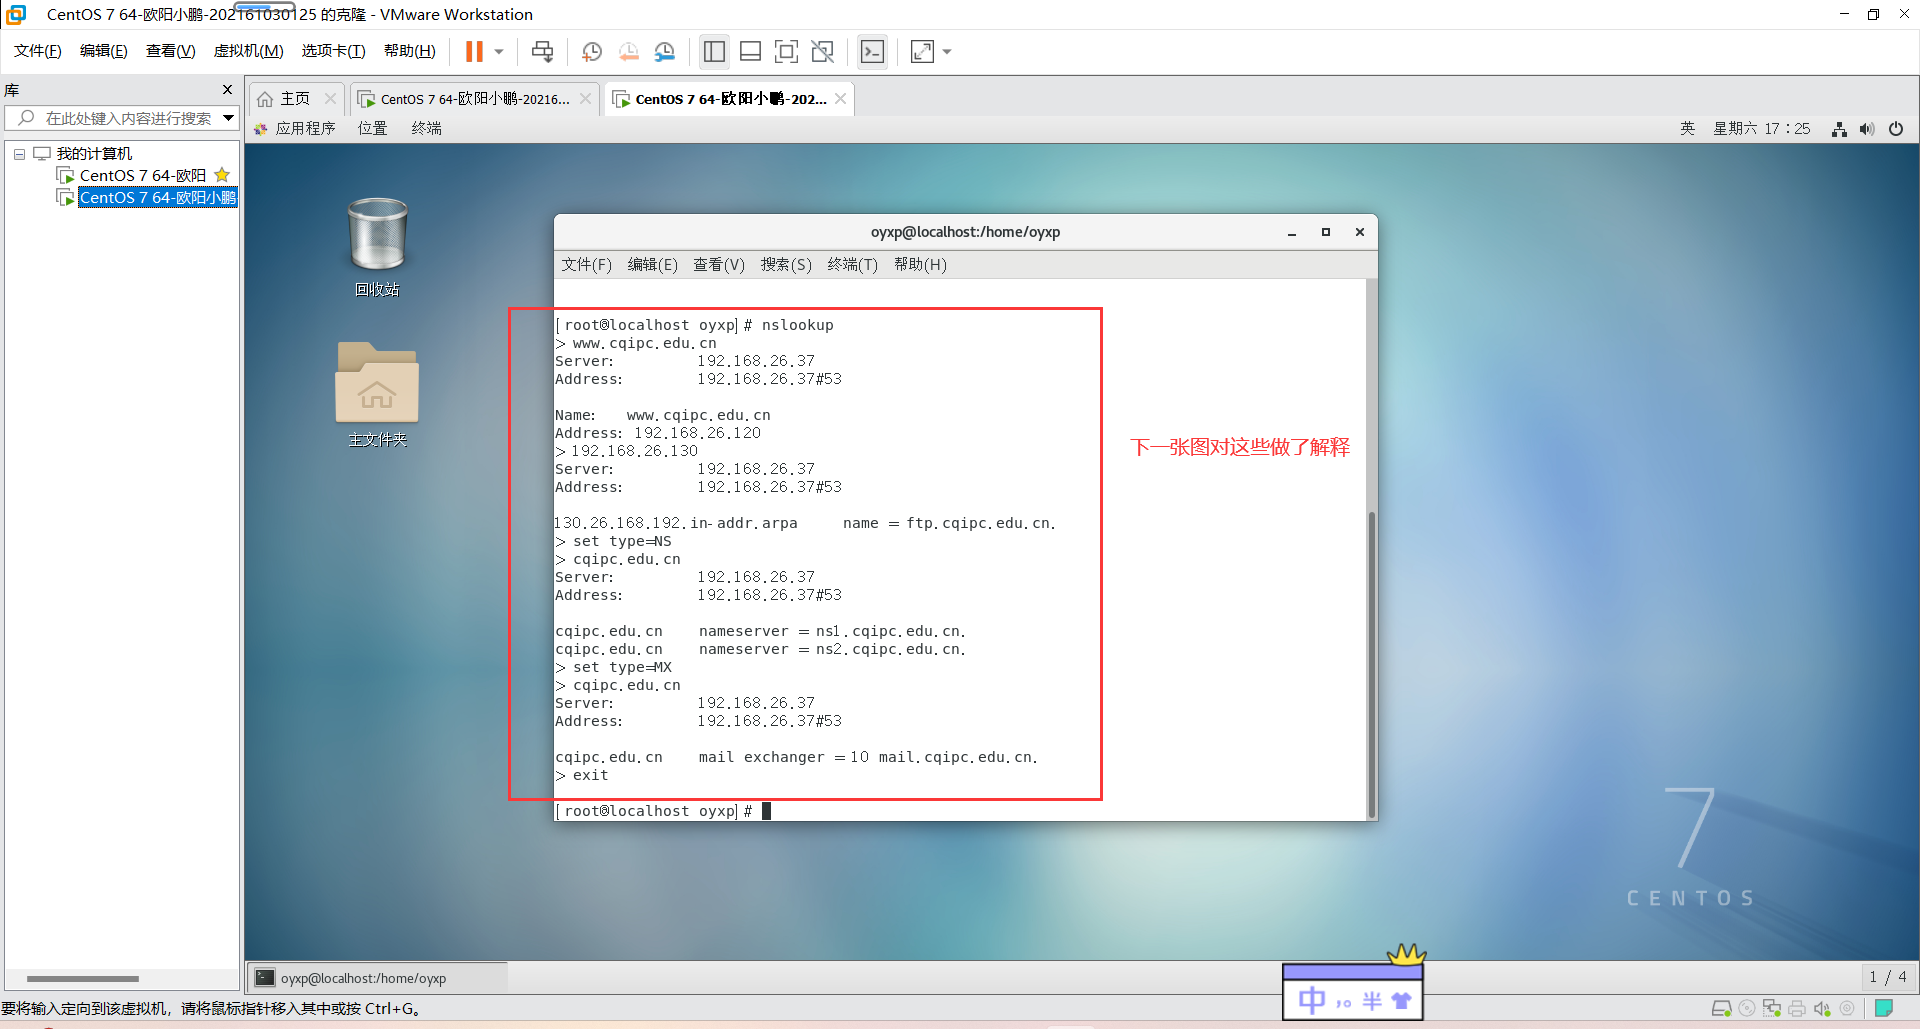 CentOS 7 64-欧阳小鹏-202161030125 的克隆 - VMware Workstation
文件(F) 编辑(E) 查看(V) 虚拟机(M) 选项卡(T) 帮助(H)
库
在此处键入内容进行搜索
我的计算机
CentOS 7 64-欧阳
CentOS 7 64-欧阳小鹏
主页
CentOS 7 64-欧阳小鹏-20216...
CentOS 7 64-欧阳小鹏-202...
应用程序 位置 终端
英 星期六 17：25
回收站
主文件夹
oyxp@localhost:/home/oyxp
文件(F) 编辑(E) 查看(V) 搜索(S) 终端(T) 帮助(H)
[root@localhost oyxp]# nslookup
> www.cqipc.edu.cn
Server: 192.168.26.37
Address: 192.168.26.37#53
Name: www.cqipc.edu.cn
Address: 192.168.26.120
> 192.168.26.130
Server: 192.168.26.37
Address: 192.168.26.37#53
130.26.168.192.in-addr.arpa name = ftp.cqipc.edu.cn.
> set type=NS
> cqipc.edu.cn
Server: 192.168.26.37
Address: 192.168.26.37#53
cqipc.edu.cn nameserver = ns1.cqipc.edu.cn.
cqipc.edu.cn nameserver = ns2.cqipc.edu.cn.
> set type=MX
> cqipc.edu.cn
Server: 192.168.26.37
Address: 192.168.26.37#53
cqipc.edu.cn mail exchanger = 10 mail.cqipc.edu.cn.
> exit
[root@localhost oyxp]#
下一张图对这些做了解释
7
CENTOS
oyxp@localhost:/home/oyxp
1 / 4
中 ,。半
要将输入定向到该虚拟机，请将鼠标指针移入其中或按 Ctrl+G。